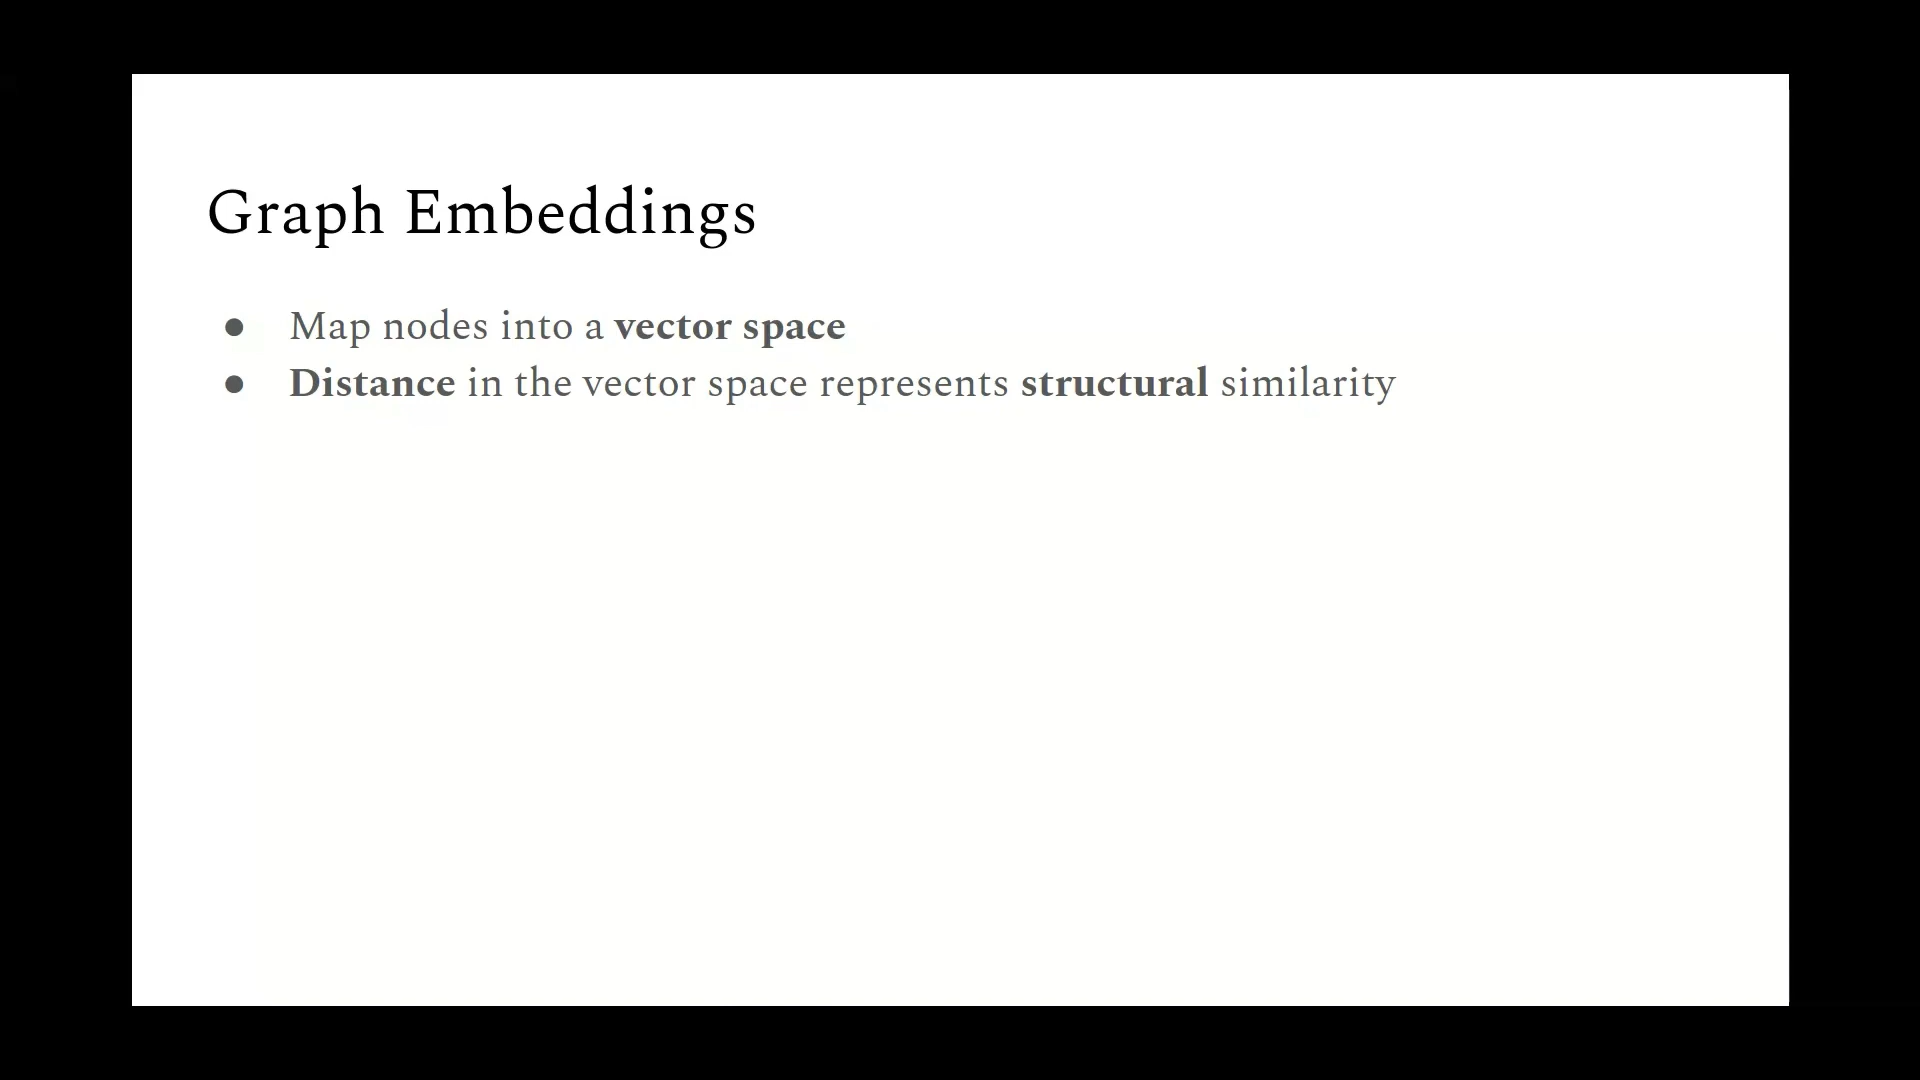 Graph Embeddings
● Map nodes into a vector space
● Distance in the vector space represents structural similarity